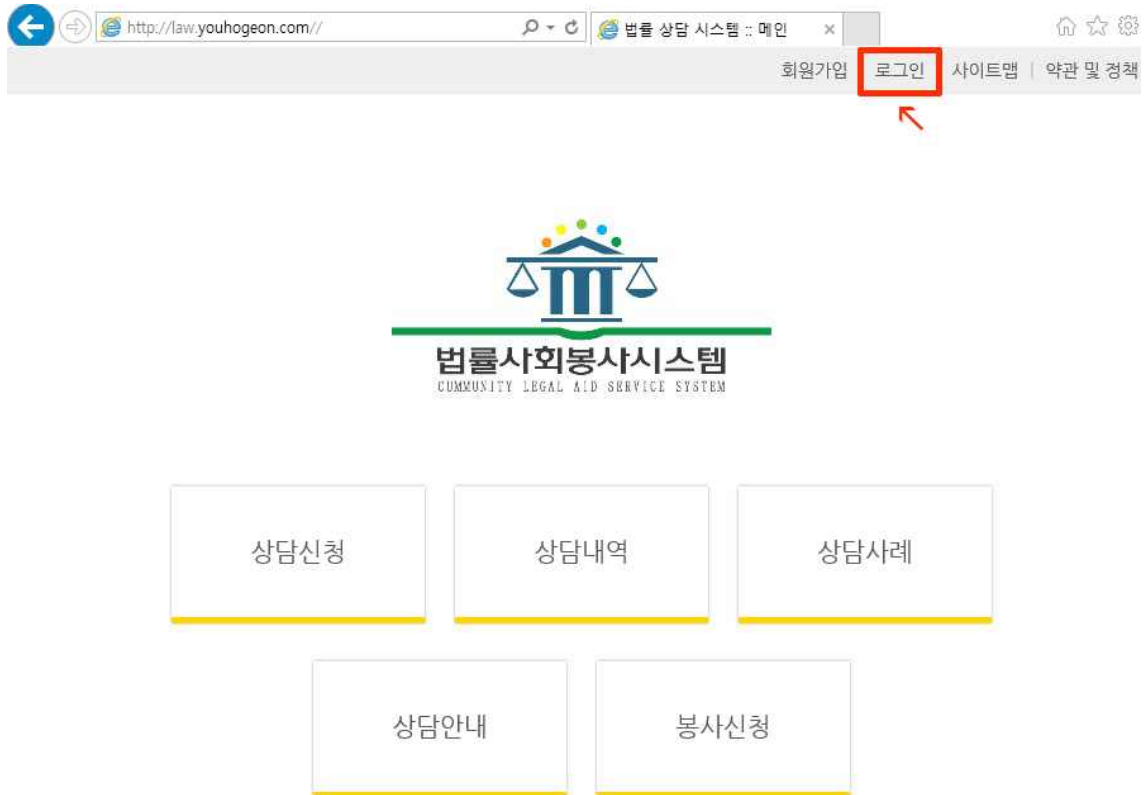 http://law.youhogeon.com//
법률 상담 시스템 :: 메인
회원가입 로그인 사이트맵 | 약관 및 정책
법률사회봉사시스템
CUMMUNITY LEGAL AID SERVICE SYSTEM
상담신청 상담내역 상담사례
상담안내 봉사신청